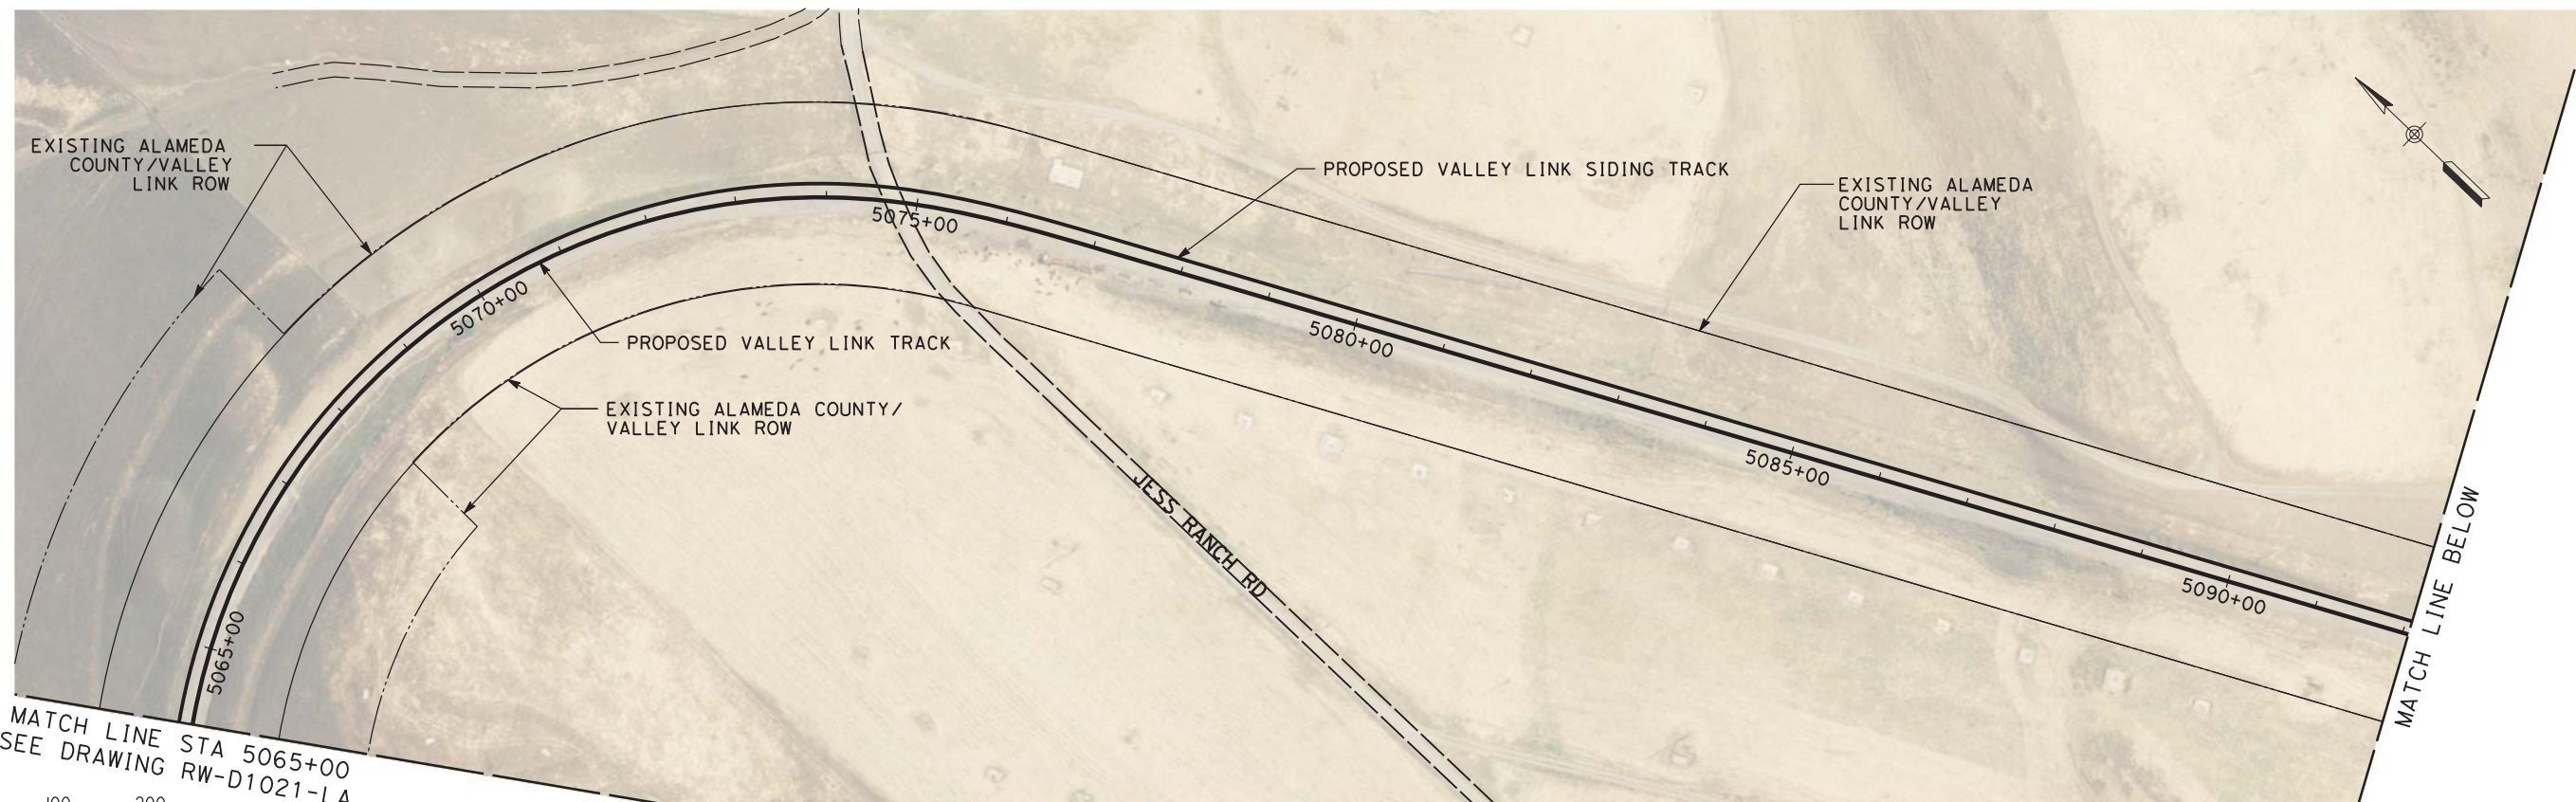 EXISTING ALAMEDA
COUNTY/VALLEY
LINK ROW
PROPOSED VALLEY LINK SIDING TRACK
EXISTING ALAMEDA
COUNTY/VALLEY
LINK ROW
5075+00
5070+00
PROPOSED VALLEY LINK TRACK
5080+00
EXISTING ALAMEDA COUNTY/
VALLEY LINK ROW
5085+00
JESS RANCH RD
5090+00
MATCH LINE BELOW
5065+00
MATCH LINE STA 5065+00
SEE DRAWING RW-D1021-LA
100 200